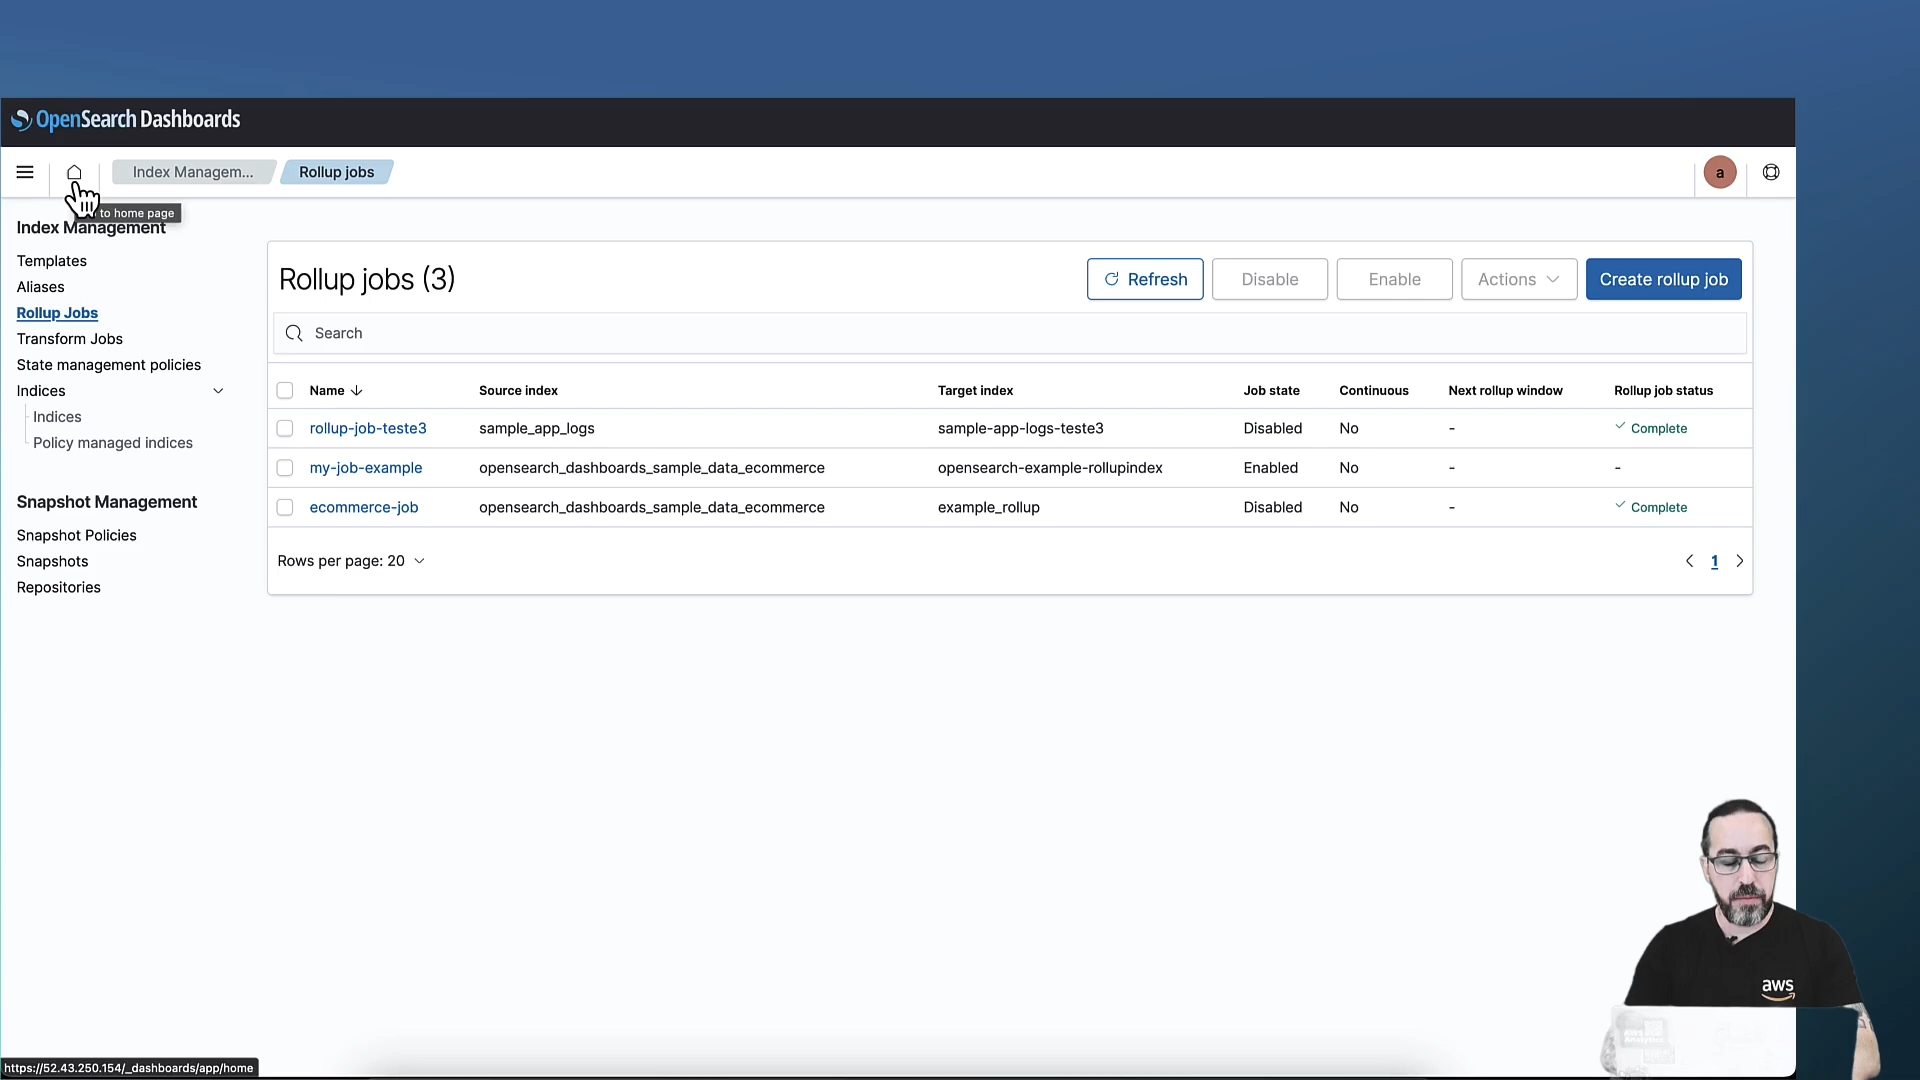 OpenSearch Dashboards
Index Managem...
Rollup jobs
a
to home page
Index Management
Templates
Aliases
Rollup Jobs
Transform Jobs
State management policies
Indices
Indices
Policy managed indices
Snapshot Management
Snapshot Policies
Snapshots
Repositories
Rollup jobs (3)
Refresh
Disable
Enable
Actions
Create rollup job
Search
Name Source index Target index Job state Continuous Next rollup window Rollup job status
rollup-job-teste3 sample_app_logs sample-app-logs-teste3 Disabled No - Complete
my-job-example opensearch_dashboards_sample_data_ecommerce opensearch-example-rollupindex Enabled No - -
ecommerce-job opensearch_dashboards_sample_data_ecommerce example_rollup Disabled No - Complete
Rows per page: 20
1
aws
https://52.43.250.154/_dashboards/app/home